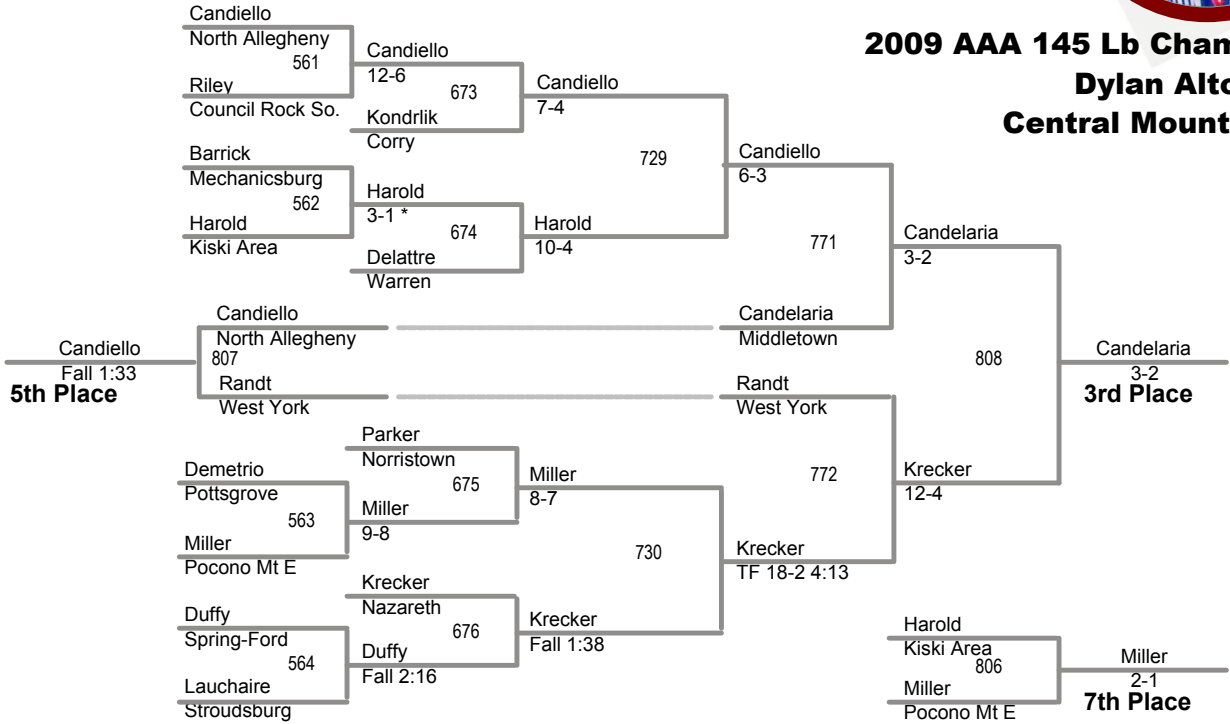 2009 AAA 145 Lb Cham
Dylan Alto
Central Mount
Candiello
North Allegheny
561
Riley
Council Rock So.
Candiello
12-6
673
Kondrlik
Corry
Candiello
7-4
Barrick
Mechanicsburg
562
Harold
Kiski Area
Harold
3-1 *
674
Delattre
Warren
Harold
10-4
729
Candiello
6-3
771
Candelaria
Middletown
Candelaria
3-2
Candiello
North Allegheny
807
Randt
West York
Candiello
Fall 1:33
5th Place
808
Candelaria
3-2
3rd Place
Randt
West York
772
Krecker
12-4
Parker
Norristown
675
Demetrio
Pottsgrove
563
Miller
Pocono Mt E
Miller
9-8
Miller
8-7
730
Krecker
TF 18-2 4:13
Krecker
Nazareth
676
Duffy
Spring-Ford
564
Lauchaire
Stroudsburg
Duffy
Fall 2:16
Krecker
Fall 1:38
Harold
Kiski Area
806
Miller
Pocono Mt E
Miller
2-1
7th Place